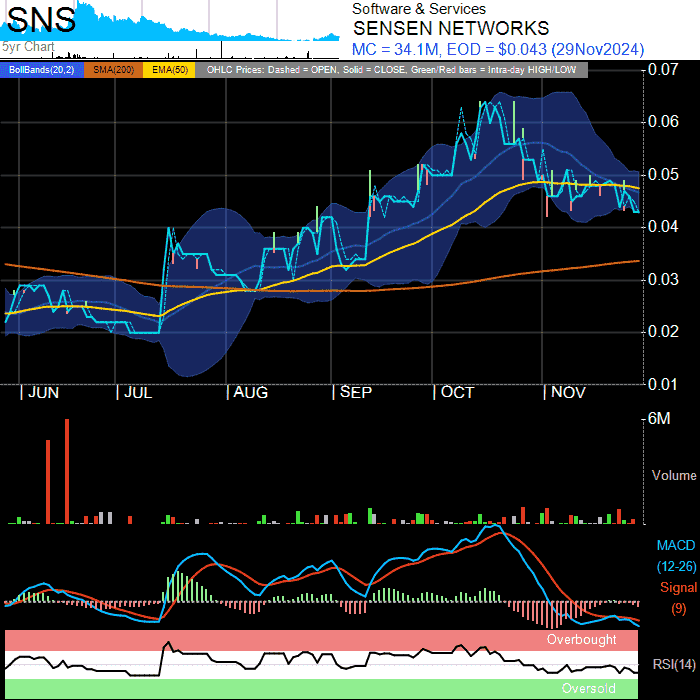 SNS
Software & Services
SENSEN NETWORKS
5yr Chart
MC = 34.1M, EOD = $0.043 (29Nov2024)
BollBands(20,2) SMA(200) EMA(50) OHLC Prices: Dashed = OPEN, Solid = CLOSE, Green/Red bars = Intra-day HIGH/LOW
0.07
0.06
0.05
0.04
0.03
0.02
0.01
| JUN | JUL | AUG | SEP | OCT | NOV
6M
Volume
MACD
(12-26)
Signal
(9)
Overbought
RSI(14)
Oversold